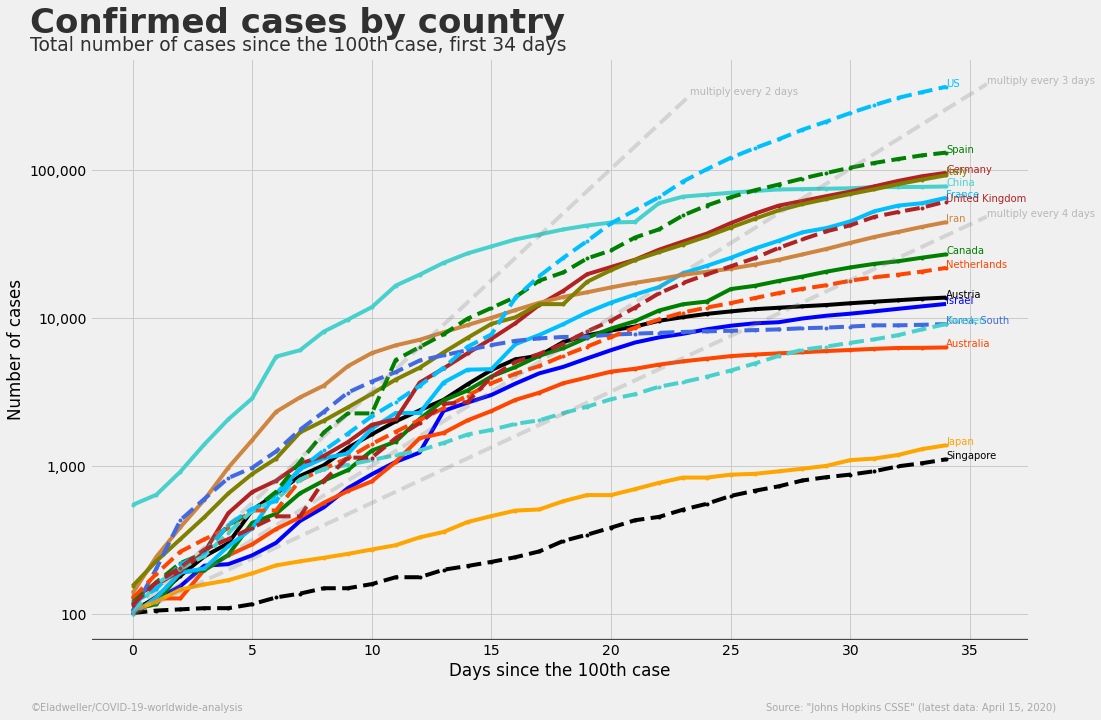 Confirmed cases by country
Total number of cases since the 100th case, first 34 days
multiply every 3 days
US
multiply every 2 days
Spain
100,000
Germany
Italy
China
France
United Kingdom
multiply every 4 days
Iran
Canada
Netherlands
Austria
Israel
10,000
Korea, South
Australia
Number of cases
Japan
Singapore
1,000
100
0 5 10 15 20 25 30 35
Days since the 100th case
©Eladweller/COVID-19-worldwide-analysis
Source: "Johns Hopkins CSSE" (latest data: April 15, 2020)